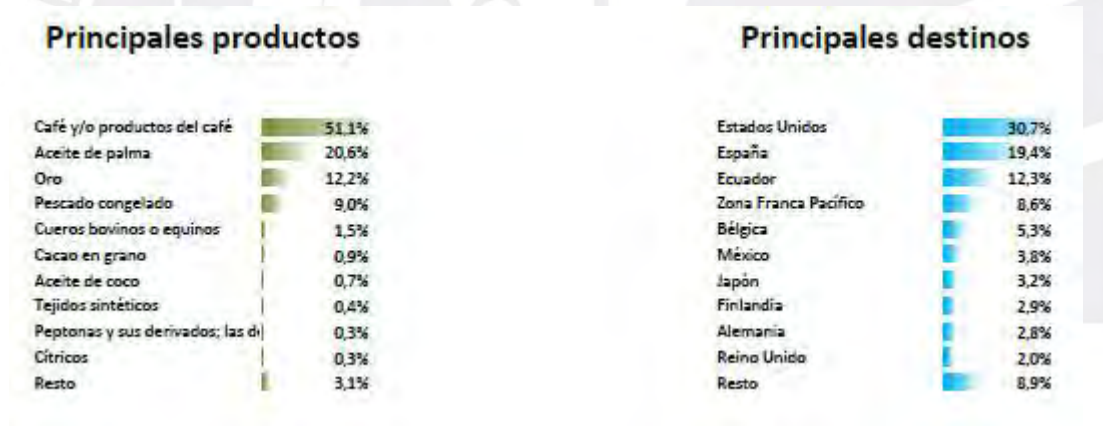 Principales productos
Café y/o productos del café 51,1%
Aceite de palma 20,6%
Oro 12,2%
Pescado congelado 9,0%
Cueros bovinos o equinos 1,5%
Cacao en grano 0,9%
Aceite de coco 0,7%
Tejidos sintéticos 0,4%
Peptonas y sus derivados; las de 0,3%
Cítricos 0,3%
Resto 3,1%
Principales destinos
Estados Unidos 30,7%
España 19,4%
Ecuador 12,3%
Zona Franca Pacífico 8,6%
Bélgica 5,3%
México 3,8%
Japón 3,2%
Finlandia 2,9%
Alemania 2,8%
Reino Unido 2,0%
Resto 8,9%